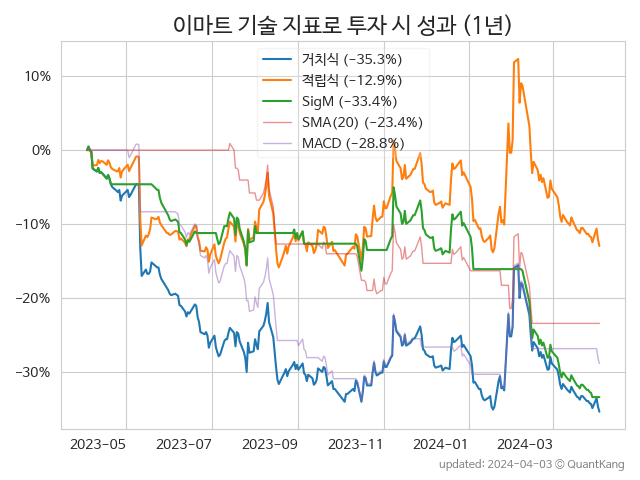 이마트 기술 지표로 투자 시 성과 (1년)
거치식 (−35.3%)
적립식 (−12.9%)
SigM (−33.4%)
SMA(20) (−23.4%)
MACD (−28.8%)
10%
0%
−10%
−20%
−30%
2023-05 2023-07 2023-09 2023-11 2024-01 2024-03
updated: 2024-04-03 © QuantKang